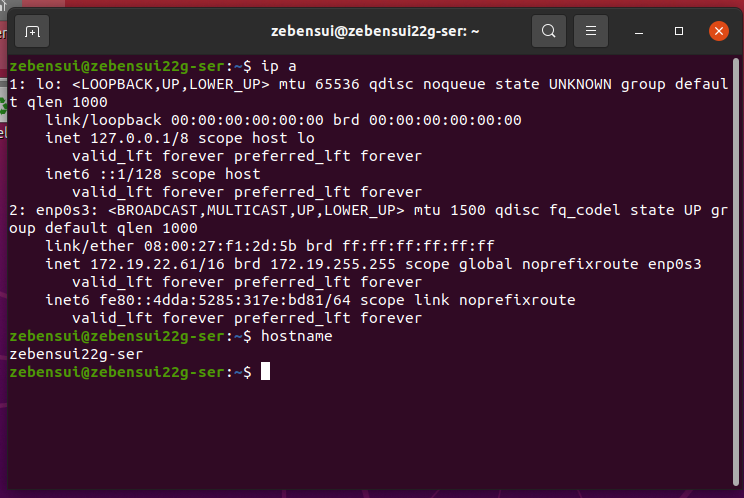 zebensui@zebensui22g-ser: ~
zebensui@zebensui22g-ser:~$ ip a
1: lo: <LOOPBACK,UP,LOWER_UP> mtu 65536 qdisc noqueue state UNKNOWN group defaul
t qlen 1000
    link/loopback 00:00:00:00:00:00 brd 00:00:00:00:00:00
    inet 127.0.0.1/8 scope host lo
       valid_lft forever preferred_lft forever
    inet6 ::1/128 scope host
       valid_lft forever preferred_lft forever
2: enp0s3: <BROADCAST,MULTICAST,UP,LOWER_UP> mtu 1500 qdisc fq_codel state UP gr
oup default qlen 1000
    link/ether 08:00:27:f1:2d:5b brd ff:ff:ff:ff:ff:ff
    inet 172.19.22.61/16 brd 172.19.255.255 scope global noprefixroute enp0s3
       valid_lft forever preferred_lft forever
    inet6 fe80::4dda:5285:317e:bd81/64 scope link noprefixroute
       valid_lft forever preferred_lft forever
zebensui@zebensui22g-ser:~$ hostname
zebensui22g-ser
zebensui@zebensui22g-ser:~$